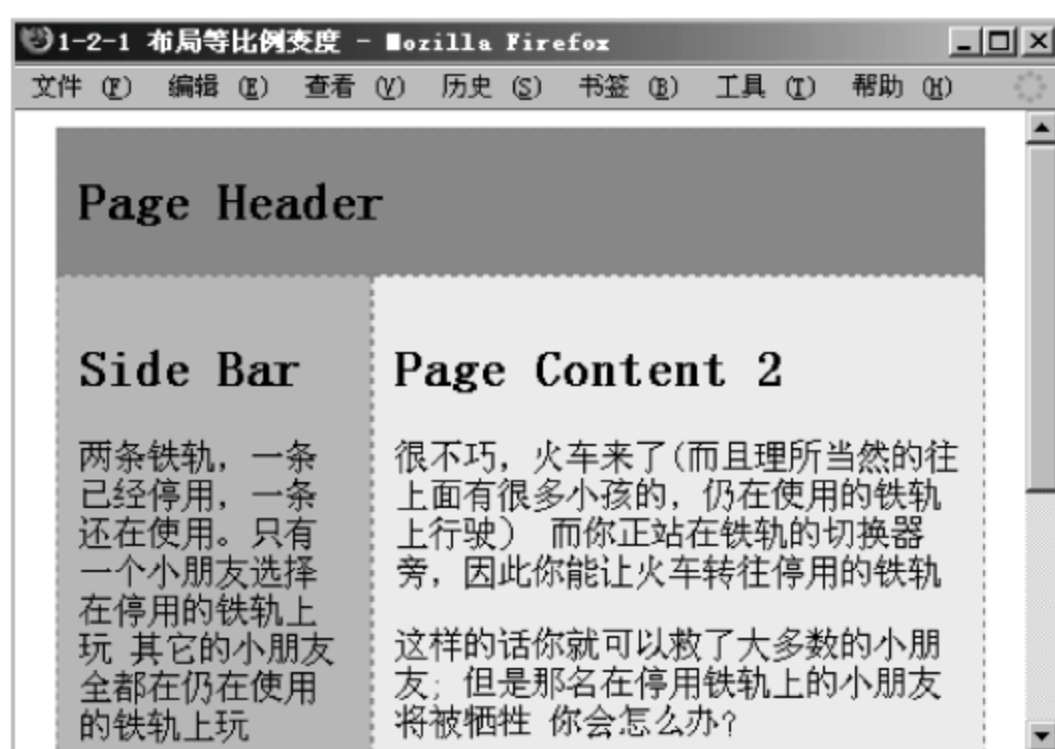 1-2-1 布局等比例变度 - Mozilla Firefox
文件 (F) 编辑 (E) 查看 (V) 历史 (S) 书签 (B) 工具 (T) 帮助 (H)
Page Header
Side Bar
两条铁轨，一条
已经停用，一条
还在使用。只有
一个小朋友选择
在停用的铁轨上
玩 其它的小朋友
全都在仍在使用
的铁轨上玩
Page Content 2
很不巧，火车来了(而且理所当然的往
上面有很多小孩的，仍在使用的铁轨
上行驶） 而你正站在铁轨的切换器
旁，因此你能让火车转往停用的铁轨
这样的话你就可以救了大多数的小朋
友；但是那名在停用铁轨上的小朋友
将被牺牲 你会怎么办?